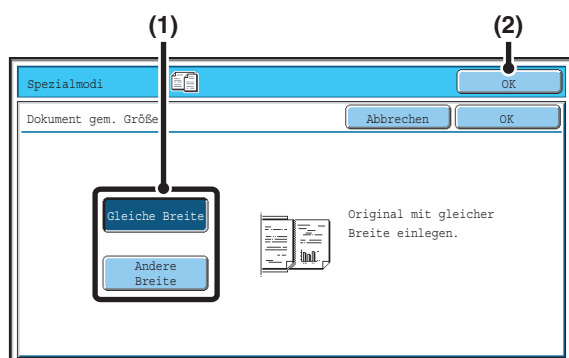 (1) (2)
Spezialmodi OK
Dokument gem. Größe Abbrechen OK
Gleiche Breite
Original mit gleicher
Breite einlegen.
Andere
Breite